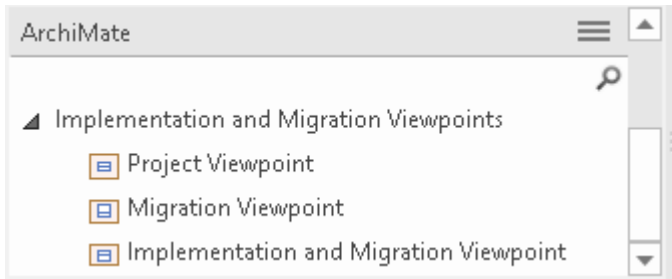 ArchiMate
Implementation and Migration Viewpoints
Project Viewpoint
Migration Viewpoint
Implementation and Migration Viewpoint